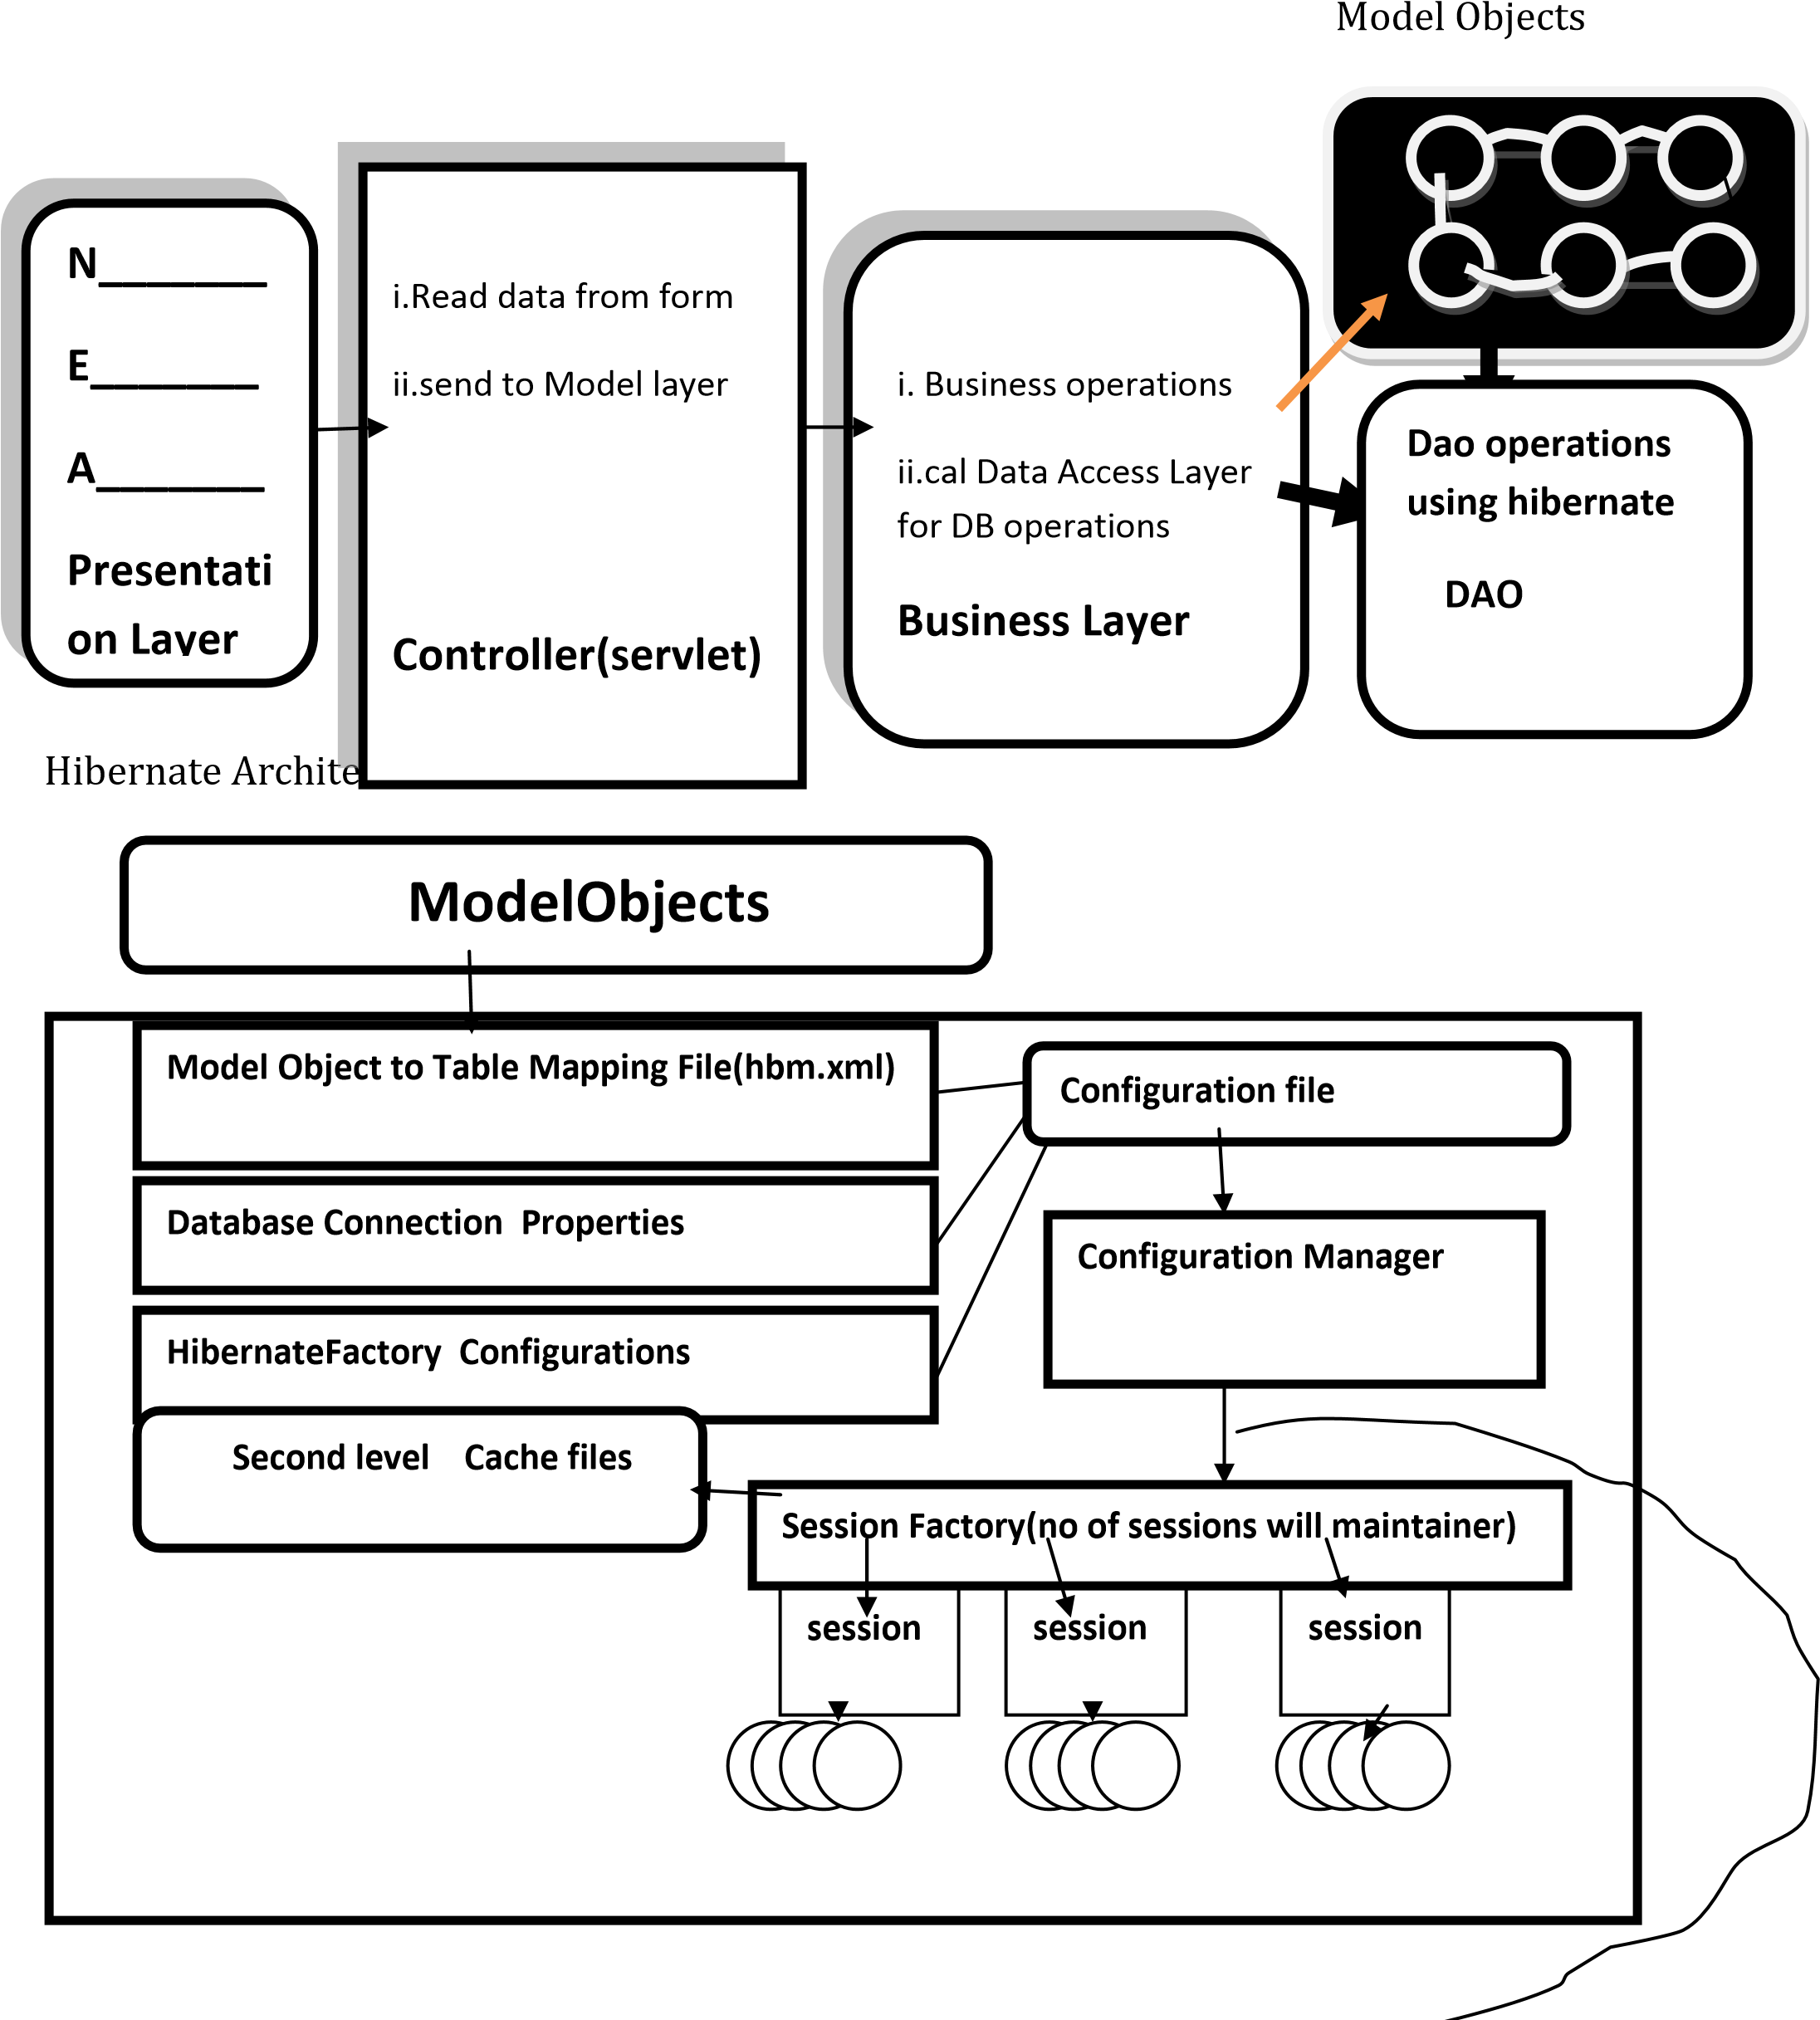 Model Objects
N_______
E_______
A_______
Presentati
on Laver
i.Read data from form
ii.send to Model layer
Controller(servlet)
i. Business operations
ii.cal Data Access Layer
for DB operations
Business Layer
Dao operations
using hibernate
DAO
Hibernate Archite
ModelObjects
Model Object to Table Mapping File(hbm.xml)
Configuration file
Database Connection  Properties
Configuration Manager
HibernateFactory  Configurations
Second level    Cache files
Session Factory(no of sessions will maintainer)
session
session
session